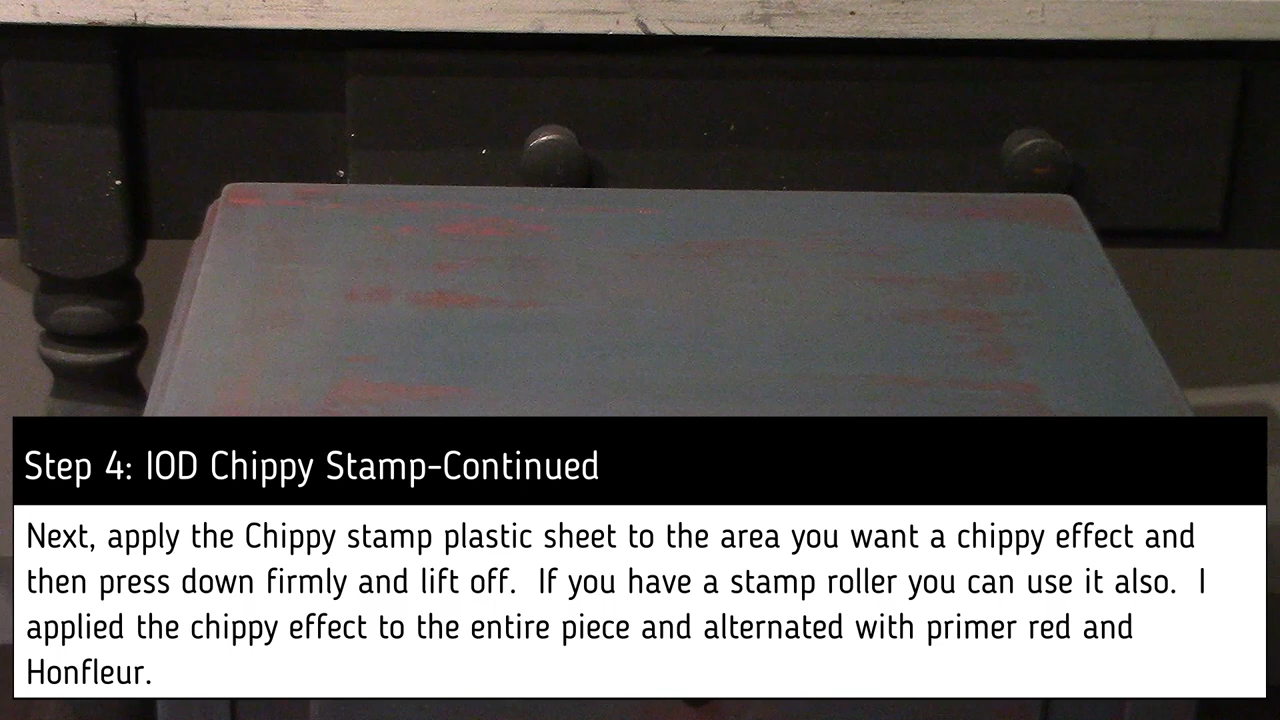 Step 4: IOD Chippy Stamp-Continued
Next, apply the Chippy stamp plastic sheet to the area you want a chippy effect and
then press down firmly and lift off.  If you have a stamp roller you can use it also.  I
applied the chippy effect to the entire piece and alternated with primer red and
Honfleur.